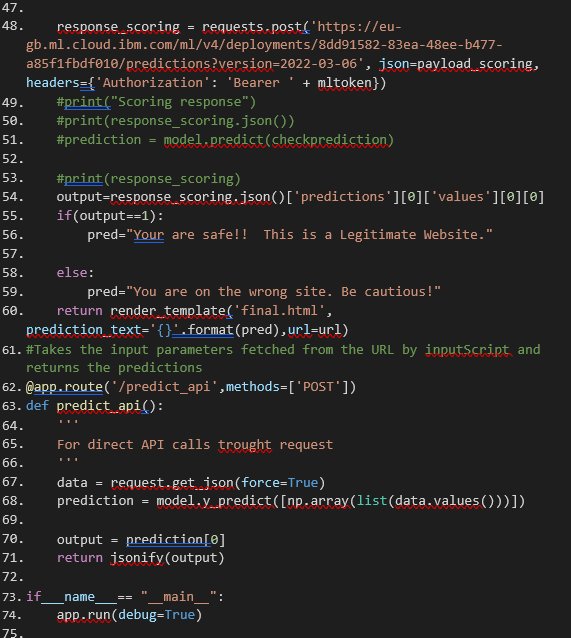 47.
48. response_scoring = requests.post('https://eu-
gb.ml.cloud.ibm.com/ml/v4/deployments/8dd91582-83ea-48ee-b477-
a85f1fbdf010/predictions?version=2022-03-06', json=payload_scoring,
headers={'Authorization': 'Bearer ' + mltoken})
49. #print("Scoring response")
50. #print(response_scoring.json())
51. #prediction = model.predict(checkprediction)
52.
53. #print(response_scoring)
54. output=response_scoring.json()['predictions'][0]['values'][0][0]
55. if(output==1):
56. pred="Your are safe!!  This is a Legitimate Website."
57.
58. else:
59. pred="You are on the wrong site. Be cautious!"
60. return render_template('final.html',
prediction_text='{}'.format(pred),url=url)
61. #Takes the input parameters fetched from the URL by inputScript and
returns the predictions
62. @app.route('/predict_api',methods=['POST'])
63. def predict_api():
64. '''
65. For direct API calls trought request
66. '''
67. data = request.get_json(force=True)
68. prediction = model.y_predict([np.array(list(data.values()))])
69.
70. output = prediction[0]
71. return jsonify(output)
72.
73. if __name__ == "__main__":
74. app.run(debug=True)
75.